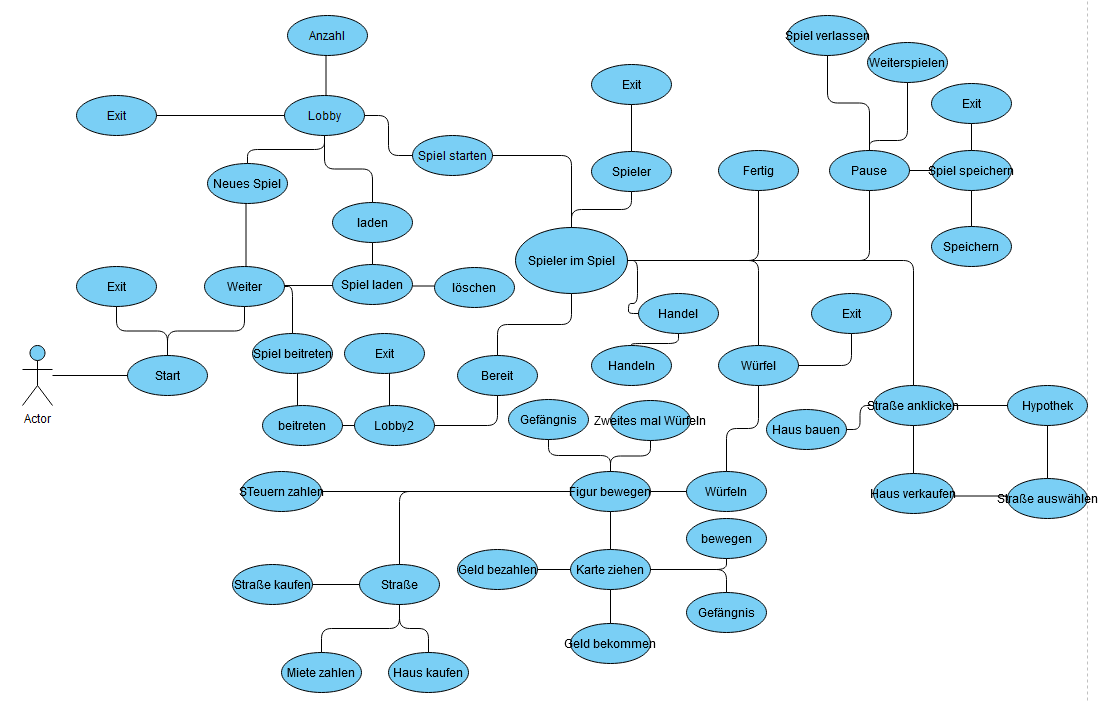 Anzahl
Spiel verlassen
Weiterspielen
Exit
Exit
Exit
Lobby
Spiel starten
Spieler
Fertig
Pause
Spiel speichern
Neues Spiel
laden
Speichern
Spieler im Spiel
Exit
Weiter
Spiel laden
löschen
Handel
Exit
Spiel beitreten
Exit
Handeln
Würfel
Actor
Start
Bereit
Straße anklicken
Hypothek
beitreten
Lobby2
Gefängnis
Zweites mal Würfeln
Haus bauen
STeuern zahlen
Figur bewegen
Würfeln
Haus verkaufen
Straße auswählen
bewegen
Geld bezahlen
Karte ziehen
Straße kaufen
Straße
Gefängnis
Geld bekommen
Miete zahlen
Haus kaufen